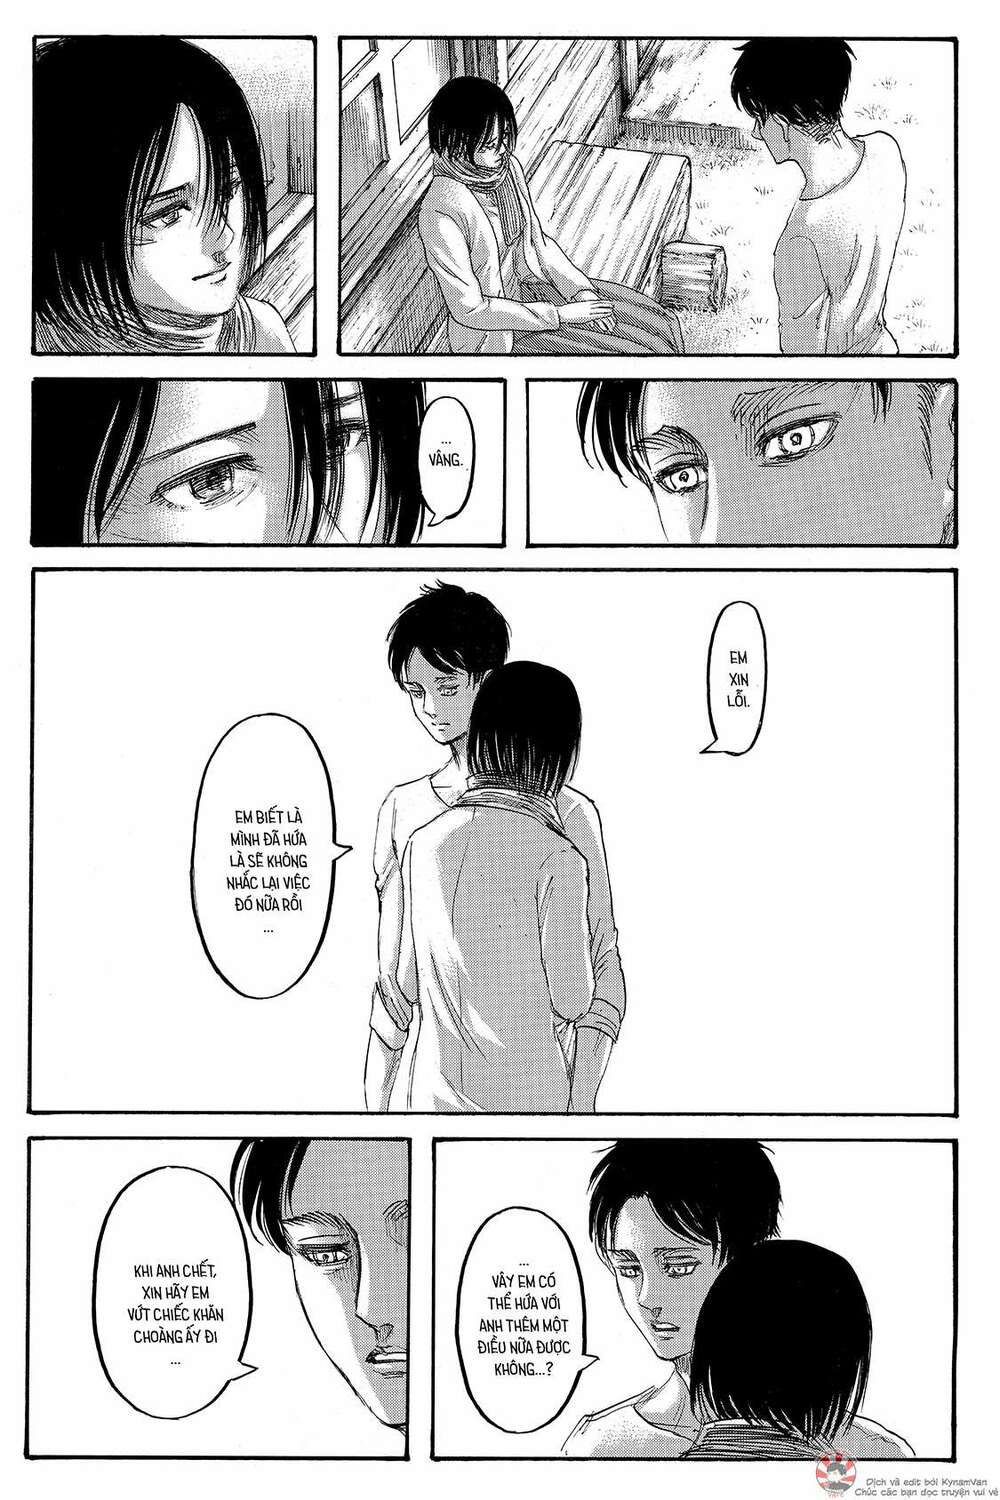 ...
VÂNG.
EM
XIN
LỖI.
EM BIẾT LÀ
MÌNH ĐÃ HỨA
LÀ SẼ KHÔNG
NHẮC LẠI VIỆC
ĐÓ NỮA RỒI
...
...
VẬY EM CÓ
THỂ HỨA VỚI
ANH THÊM MỘT
ĐIỀU NỮA ĐƯỢC
KHÔNG...?
KHI ANH CHẾT,
XIN HÃY EM
VỨT CHIẾC KHĂN
CHOÀNG ẤY ĐI
...
Dịch và edit bởi KynamVan
Chúc các bạn đọc truyện vui vẻ